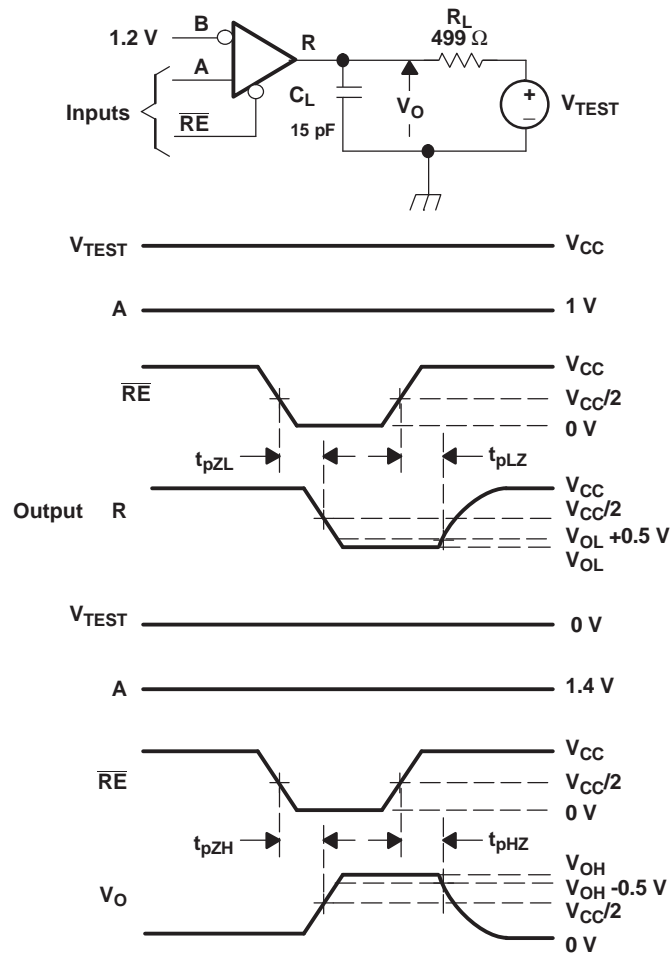 B
1.2 V
A
Inputs
RE
R
C_L
15 pF
V_O
R_L
499 Ω
+
–
V_TEST
V_TEST
V_CC
A
1 V
RE
V_CC
V_CC/2
0 V
t_pZL
t_pLZ
Output R
V_CC
V_CC/2
V_OL +0.5 V
V_OL
V_TEST
0 V
A
1.4 V
RE
V_CC
V_CC/2
0 V
t_pZH
t_pHZ
V_O
V_OH
V_OH -0.5 V
V_CC/2
0 V